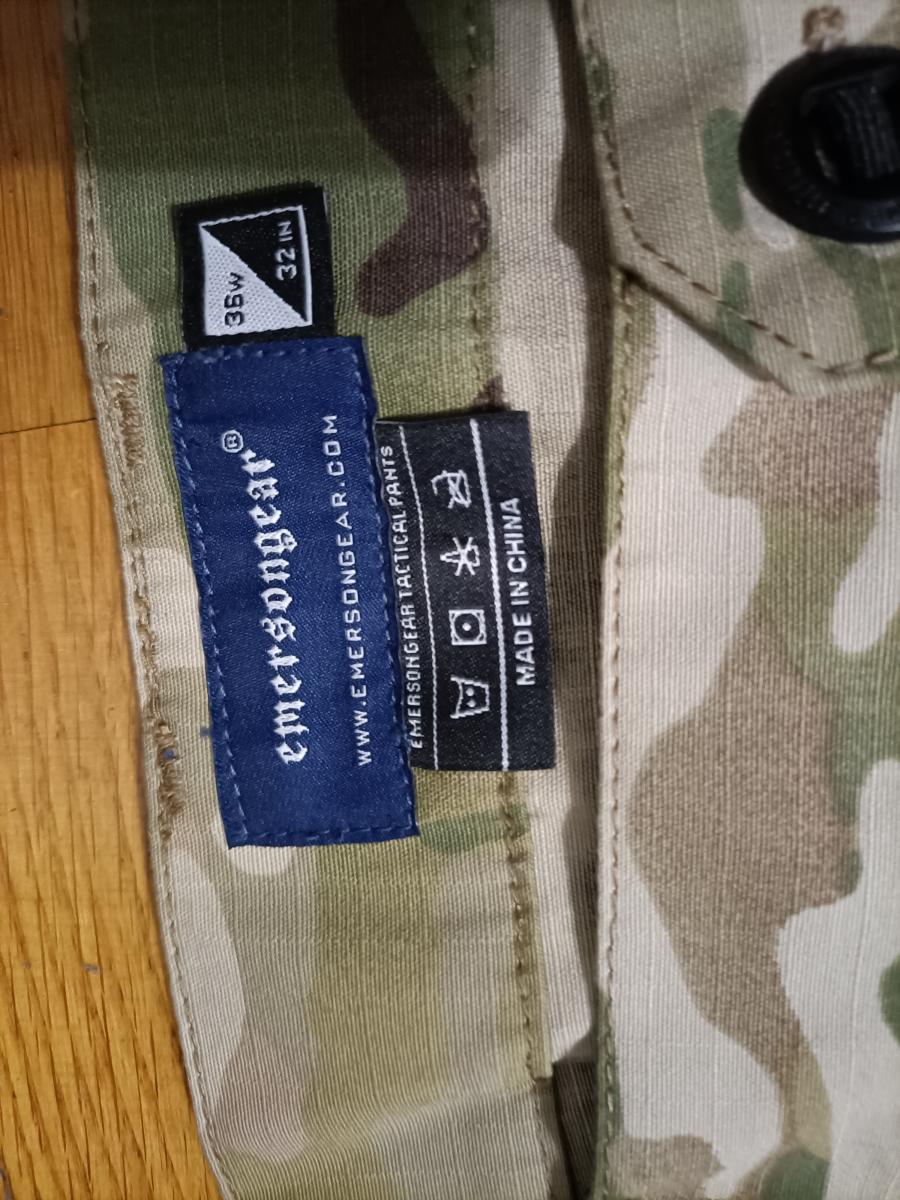 36W
32 IN
emersongear®
WWW.EMERSONGEAR.COM
EMERSONGEAR TACTICAL PANTS
MADE IN CHINA